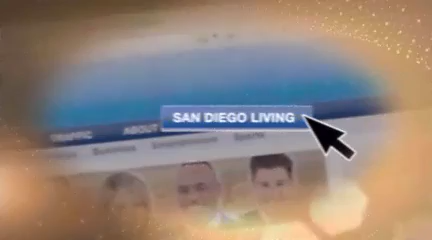 SAN DIEGO LIVING
TRAFFIC ABOUT
Business Entertainment Sports